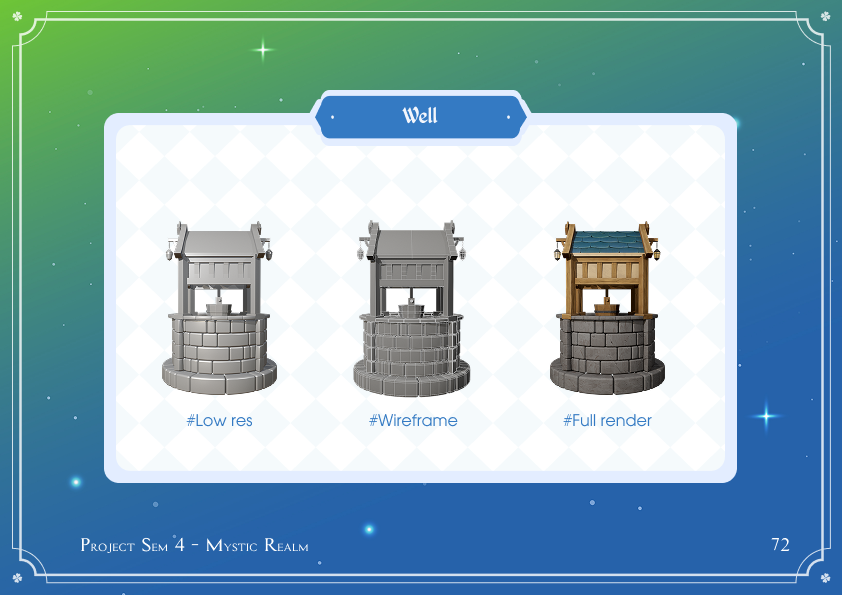 Well
#Low res
#Wireframe
#Full render
Project Sem 4 - Mystic Realm
72